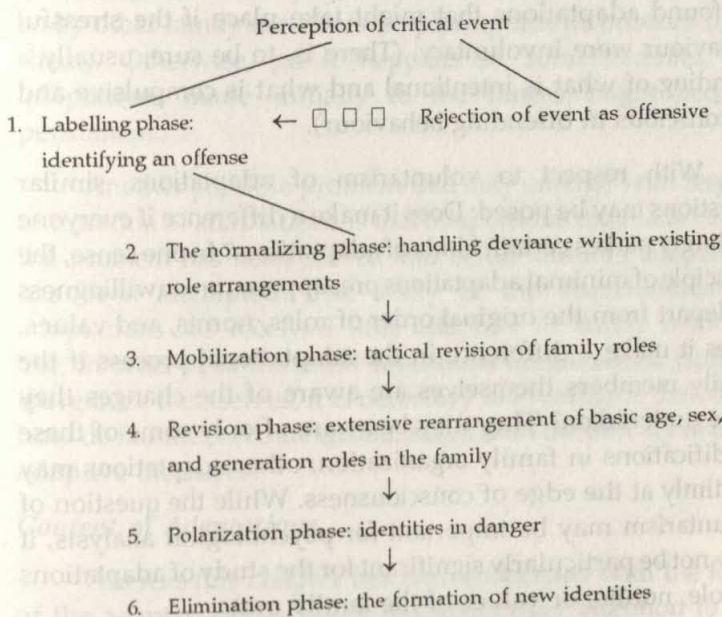 Perception of critical event
1. Labelling phase: ← □ □ □ Rejection of event as offensive
identifying an offense
2. The normalizing phase: handling deviance within existing
role arrangements
↓
3. Mobilization phase: tactical revision of family roles
↓
4. Revision phase: extensive rearrangement of basic age, sex,
and generation roles in the family
↓
5. Polarization phase: identities in danger
↓
6. Elimination phase: the formation of new identities